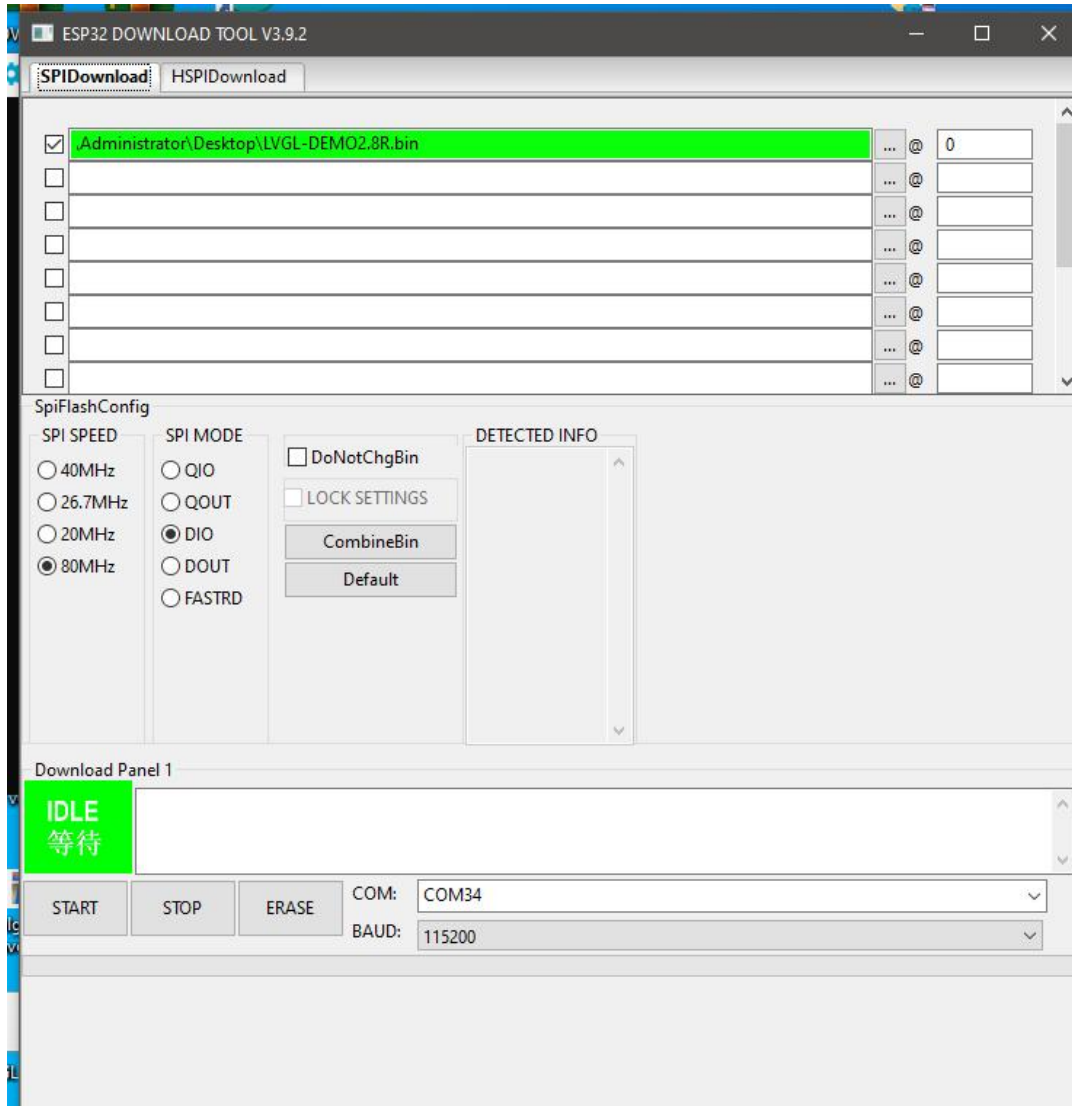 ESP32 DOWNLOAD TOOL V3.9.2
SPIDownload HSPIDownload
.Administrator\Desktop\LVGL-DEMO2.8R.bin ... @ 0
... @
... @
... @
... @
... @
... @
... @
SpiFlashConfig
SPI SPEED
40MHz
26.7MHz
20MHz
80MHz
SPI MODE
QIO
QOUT
DIO
DOUT
FASTRD
DoNotChgBin
LOCK SETTINGS
CombineBin
Default
DETECTED INFO
Download Panel 1
IDLE
等待
START STOP ERASE
COM: COM34
BAUD: 115200